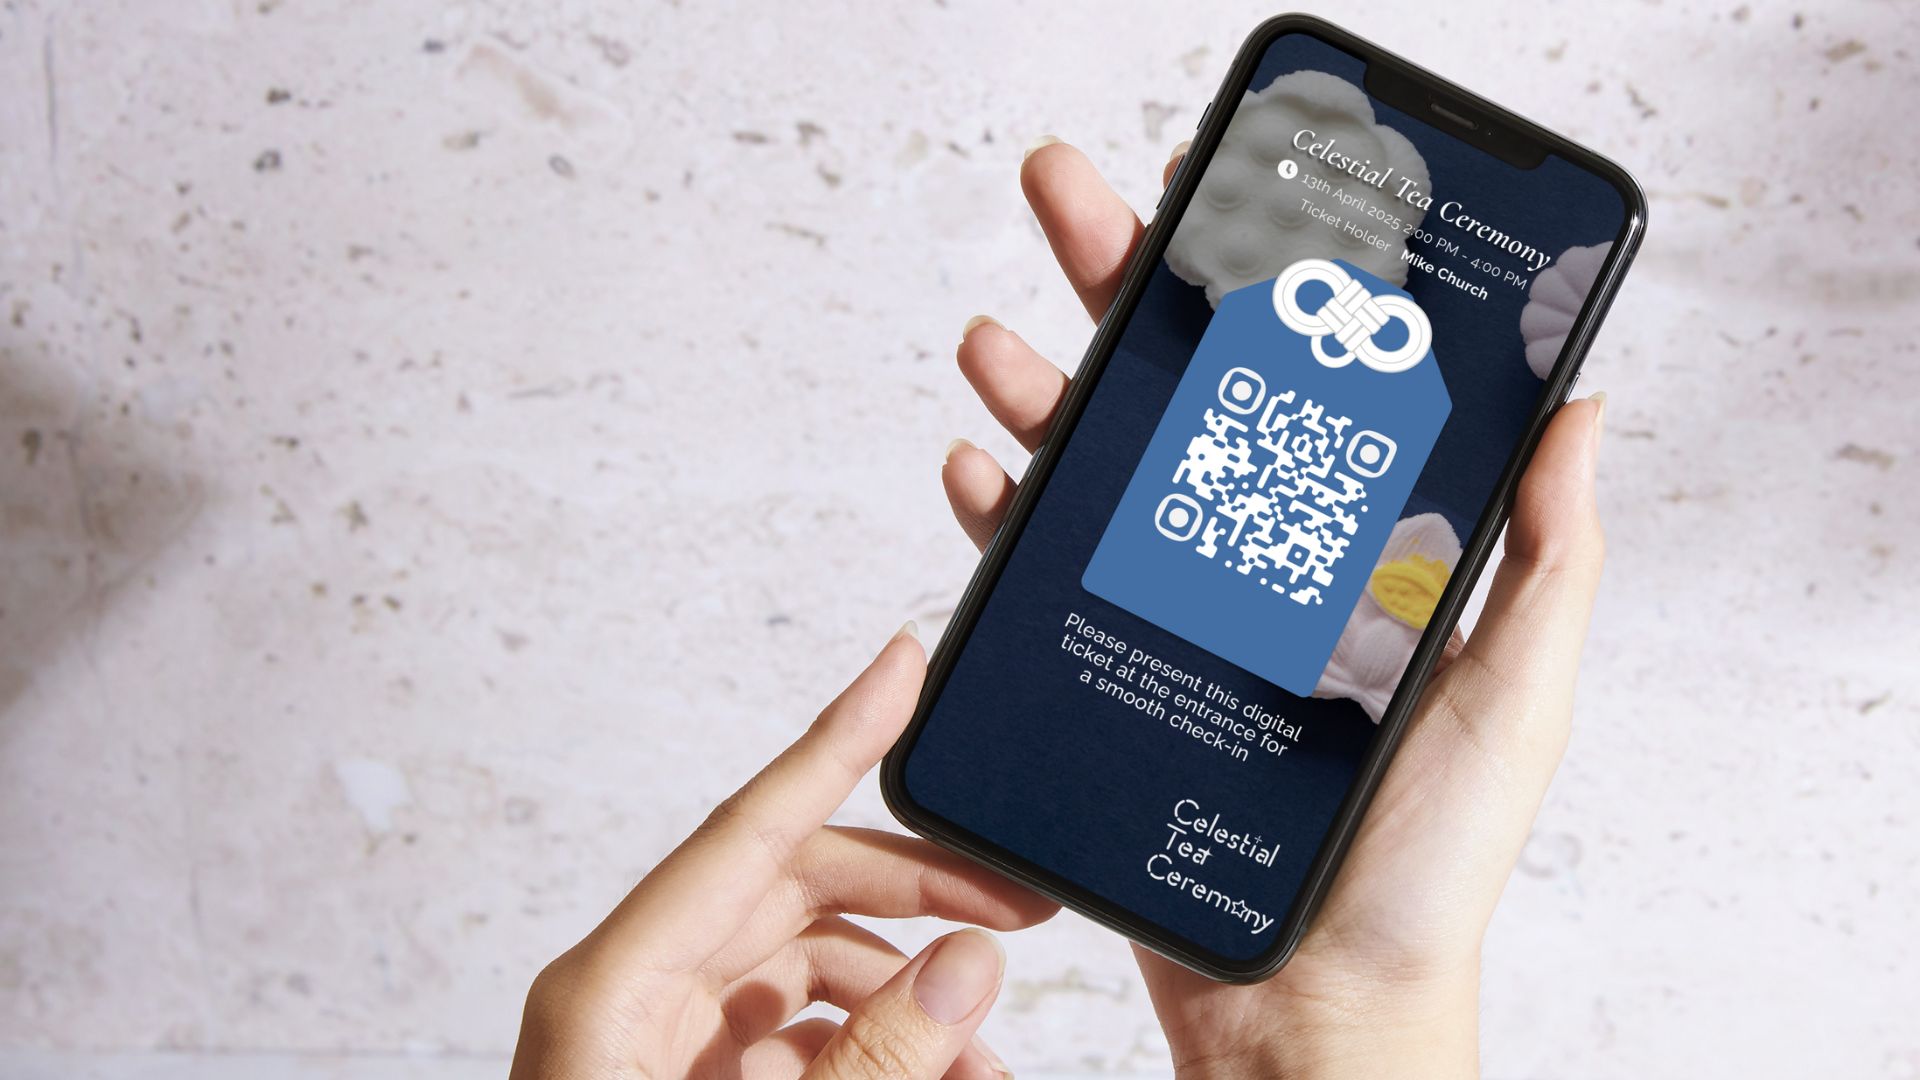 Celestial Tea Ceremony
13th April 2025 2:00 PM - 4:00 PM
Ticket Holder Mike Church
Please present this digital
ticket at the entrance for
a smooth check-in
Celestial
Tea
Ceremony